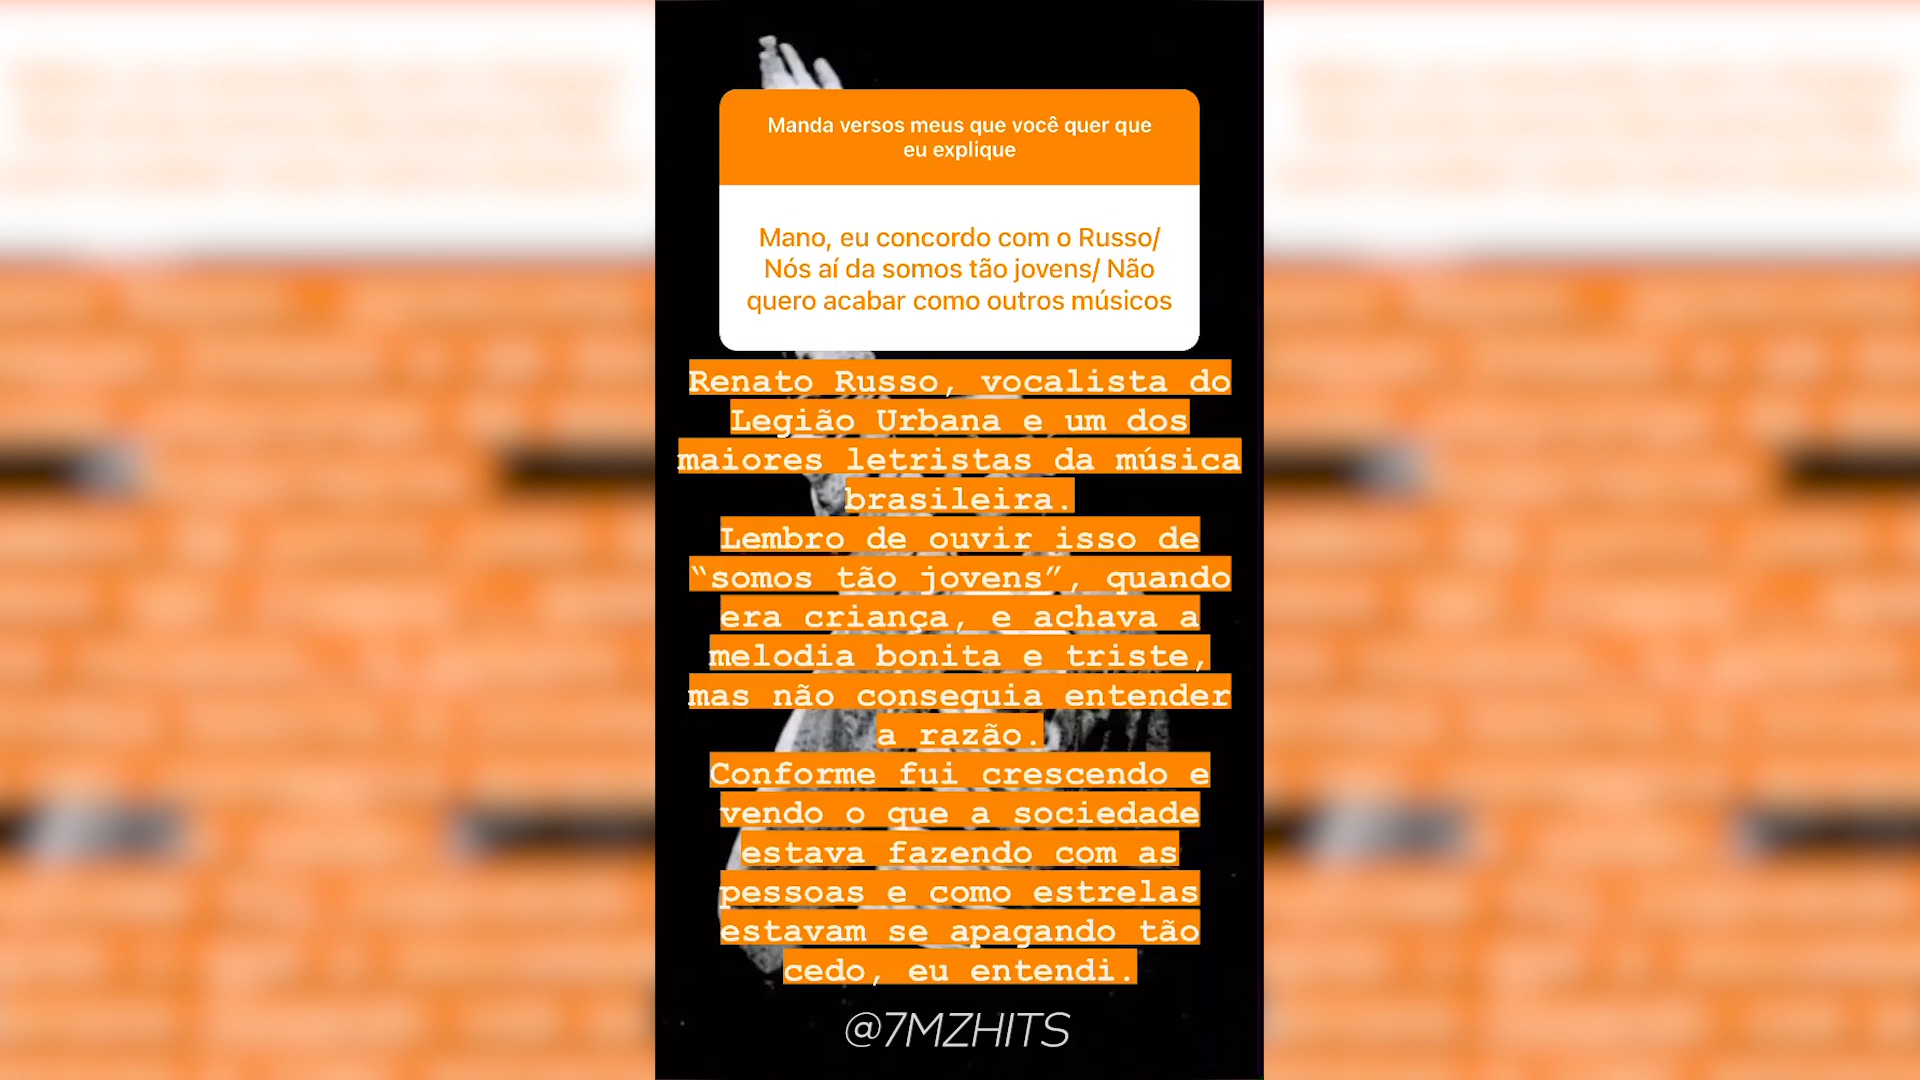 Manda versos meus que você quer que
eu explique
Mano, eu concordo com o Russo/
Nós aí da somos tão jovens/ Não
quero acabar como outros músicos
Renato Russo, vocalista do
Legião Urbana e um dos
maiores letristas da música
brasileira.
Lembro de ouvir isso de
“somos tão jovens”, quando
era criança, e achava a
melodia bonita e triste,
mas não conseguia entender
a razão.
Conforme fui crescendo e
vendo o que a sociedade
estava fazendo com as
pessoas e como estrelas
estavam se apagando tão
cedo, eu entendi.
@7MZHITS